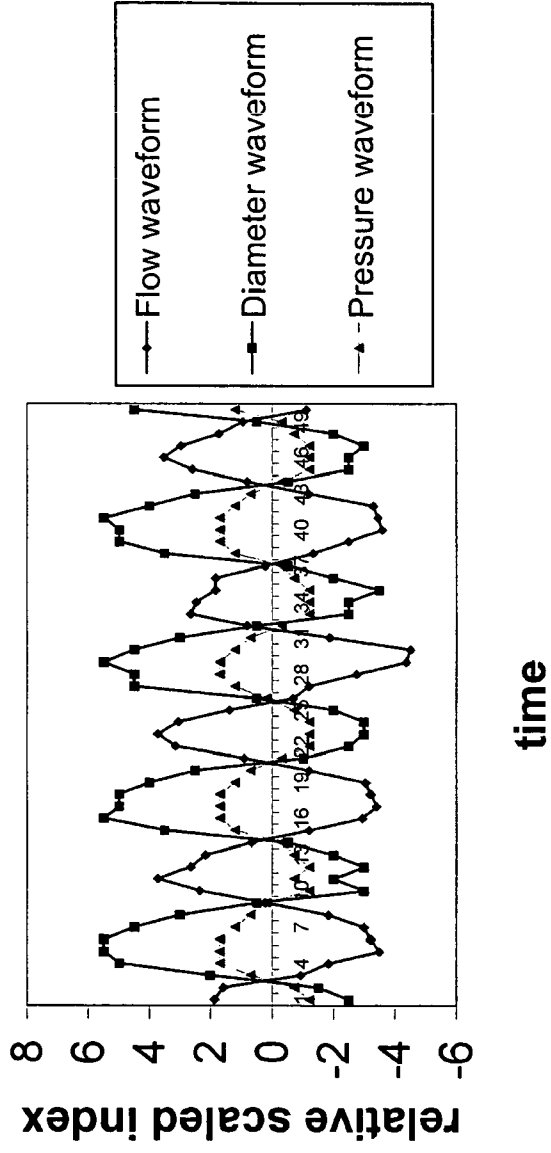 Flow waveform
Diameter waveform
Pressure waveform
8
6
4
2
0
-2
-4
-6
1 4 7 10 13 16 19 22 25 28 31 34 37 40 43 46 49
relative scaled index
time